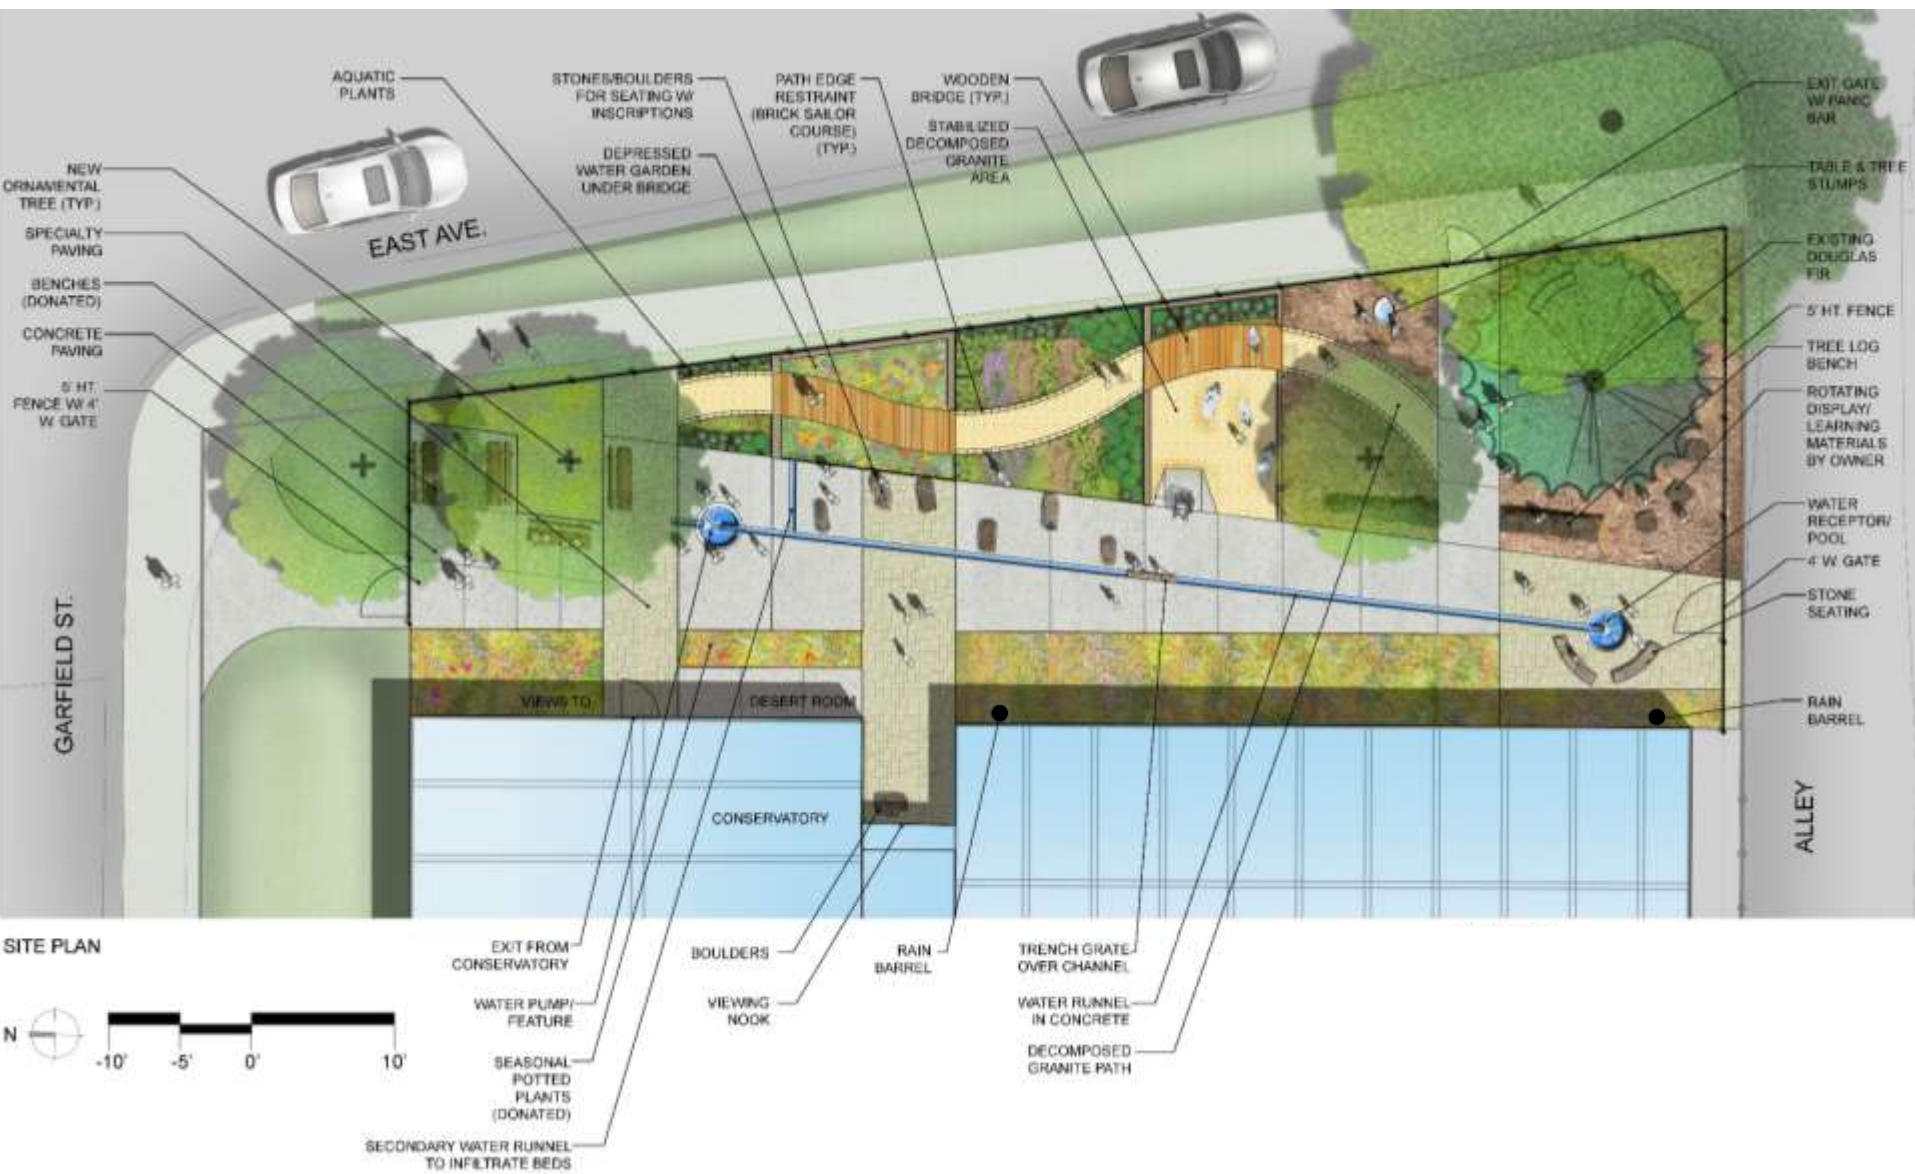 AQUATIC
PLANTS
STONES/BOULDERS
FOR SEATING W/
INSCRIPTIONS
DEPRESSED
WATER GARDEN
UNDER BRIDGE
PATH EDGE
RESTRAINT
(BRICK SAILOR
COURSE)
(TYP.)
WOODEN
BRIDGE (TYP.)
STABILIZED
DECOMPOSED
GRANITE
AREA
NEW
ORNAMENTAL
TREE (TYP.)
SPECIALTY
PAVING
BENCHES
(DONATED)
CONCRETE
PAVING
5' HT.
FENCE W/ 4'
W. GATE
EAST AVE.
EXIT GATE
W/ PANIC
BAR
TABLE & TREE
STUMPS
EXISTING
DOUGLAS
FIR
5' HT. FENCE
TREE LOG
BENCH
ROTATING
DISPLAY/
LEARNING
MATERIALS
BY OWNER
WATER
RECEPTOR/
POOL
4' W. GATE
STONE
SEATING
RAIN
BARREL
GARFIELD ST.
ALLEY
VIEWS TO
DESERT ROOM
CONSERVATORY
SITE PLAN
N
-10'
-5'
0'
10'
EXIT FROM
CONSERVATORY
WATER PUMP/
FEATURE
SEASONAL
POTTED
PLANTS
(DONATED)
SECONDARY WATER RUNNEL
TO INFILTRATE BEDS
BOULDERS
VIEWING
NOOK
RAIN
BARREL
TRENCH GRATE
OVER CHANNEL
WATER RUNNEL
IN CONCRETE
DECOMPOSED
GRANITE PATH